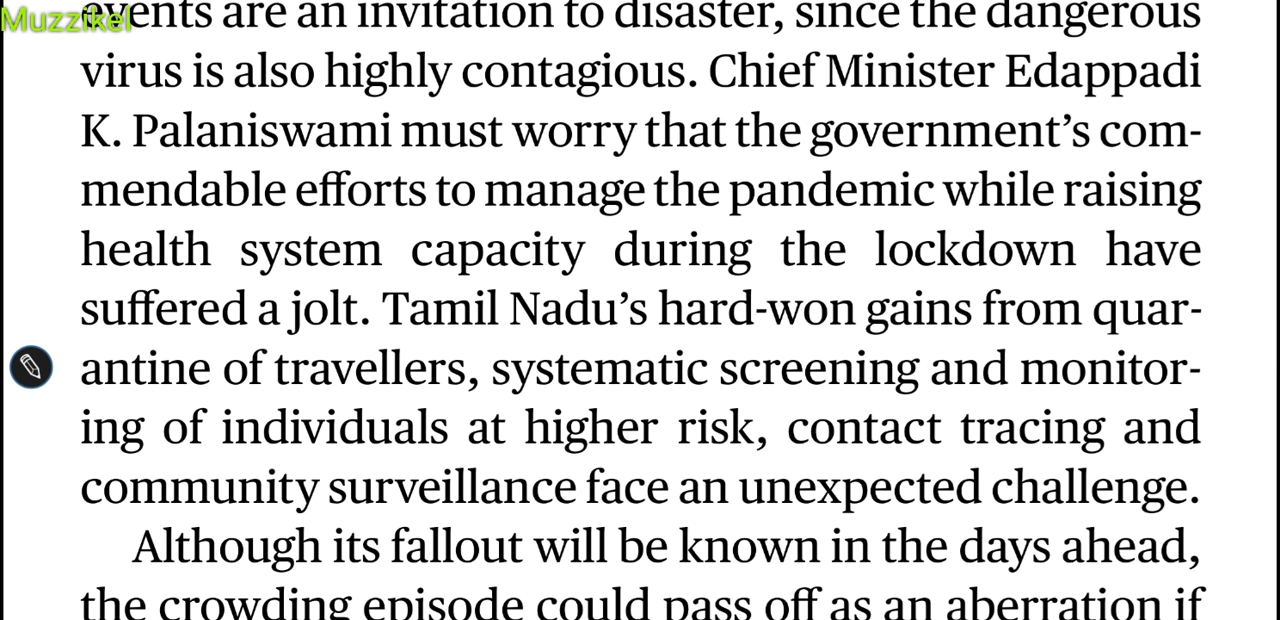 Muzzikel
events are an invitation to disaster, since the dangerous
virus is also highly contagious. Chief Minister Edappadi
K. Palaniswami must worry that the government’s com-
mendable efforts to manage the pandemic while raising
health system capacity during the lockdown have
suffered a jolt. Tamil Nadu’s hard-won gains from quar-
antine of travellers, systematic screening and monitor-
ing of individuals at higher risk, contact tracing and
community surveillance face an unexpected challenge.
Although its fallout will be known in the days ahead,
the crowding episode could pass off as an aberration if